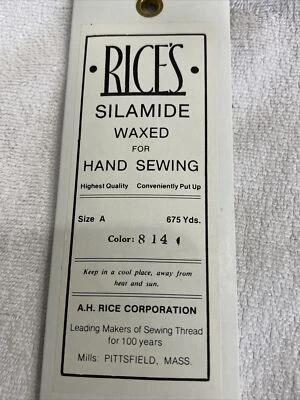 • RICE'S •
SILAMIDE
WAXED
FOR
HAND SEWING
Highest Quality Conveniently Put Up
Size A 675 Yds.
Color: 814
Keep in a cool place, away from
heat and sun.
A.H. RICE CORPORATION
Leading Makers of Sewing Thread
for 100 years
Mills: PITTSFIELD, MASS.